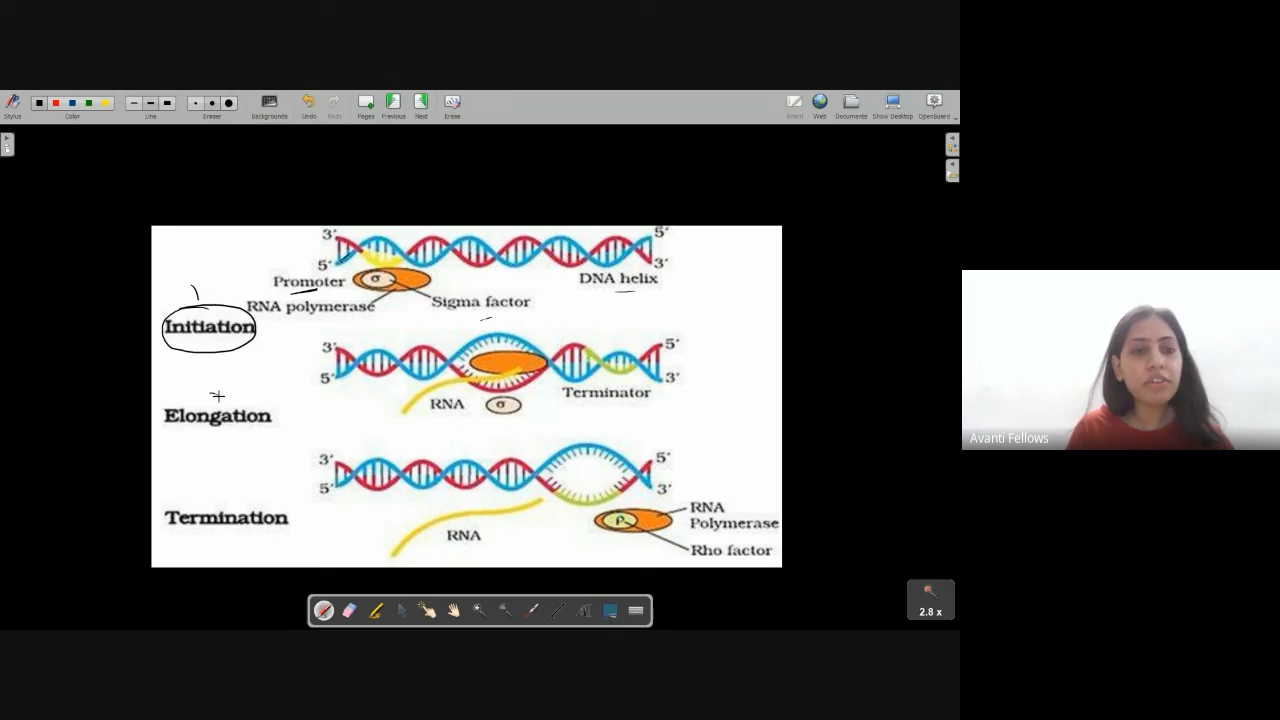 Stylus
Color
Line
Eraser
Backgrounds
Undo
Redo
Pages
Previous
Next
Erase
Board
Web
Documents
Show Desktop
OpenBoard
3'
5'
5'
3'
Promoter
σ
DNA helix
RNA polymerase
Sigma factor
Initiation
3'
5'
5'
3'
Terminator
RNA
σ
Elongation
3'
5'
5'
3'
Termination
RNA
ρ
RNA
Polymerase
Rho factor
Avanti Fellows
2.8 x